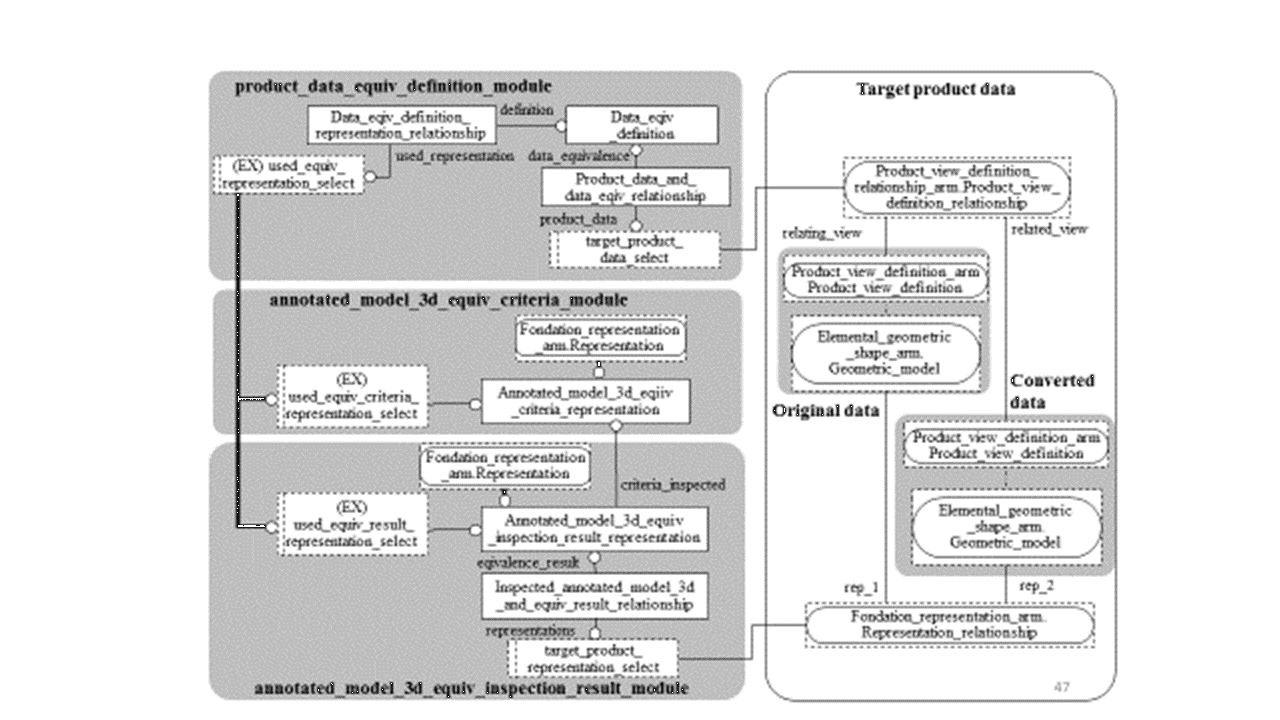 product_data_equiv_definition_module
Data_eqiv_definition_
representation_relationship
definition
Data_eqiv
_definition
(EX) used_equiv_
representation_select
used_representation
data_equivalence
Product_data_and_
data_eqiv_relationship
product_data
target_product_
data_select
annotated_model_3d_equiv_criteria_module
Fondation_representation
_arm.Representation
(EX)
used_equiv_criteria_
representation_select
Annotated_model_3d_eqiiv
_criteria_representation
Fondation_representation
_arm.Representation
criteria_inspected
(EX)
used_equiv_result_
representation_select
Annotated_model_3d_equiv
_inspection_result_representation
eqivalence_result
Inspected_annotated_model_3d
_and_equiv_result_relationship
representations
target_product_
representation_select
annotated_model_3d_equiv_inspection_result_module
Target product data
Product_view_definition_
relationship_arm.Product_view_
definition_relationship
relating_view
related_view
Product_view_definition_arm
Product_view_definition
Elemental_geometric
_shape_arm.
Geometric_model
Original data
Converted
data
Product_view_definition_arm
Product_view_definition
Elemental_geometric
_shape_arm.
Geometric_model
rep_1
rep_2
Fondation_representation_arm.
Representation_relationship
47